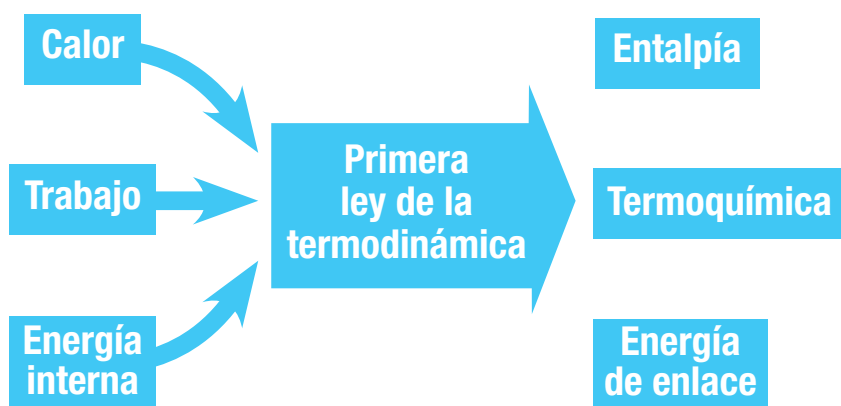 Calor
Trabajo
Energía
interna
Primera
ley de la
termodinámica
Entalpía
Termoquímica
Energía
de enlace